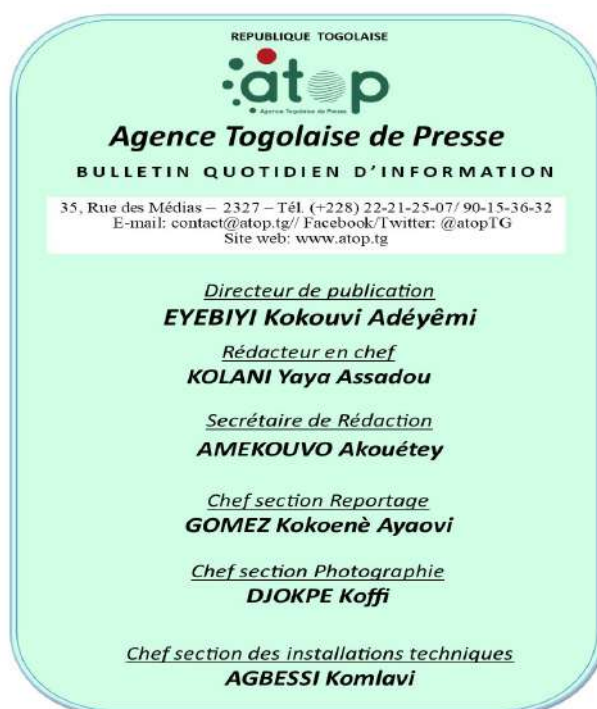 REPUBLIQUE TOGOLAISE
atop
Agence Togolaise de Presse
Agence Togolaise de Presse
BULLETIN QUOTIDIEN D'INFORMATION
35, Rue des Médias – 2327 – Tél. (+228) 22-21-25-07/ 90-15-36-32
E-mail: contact@atop.tg// Facebook/Twitter: @atopTG
Site web: www.atop.tg
Directeur de publication
EYEBIYI Kokouvi Adéyêmi
Rédacteur en chef
KOLANI Yaya Assadou
Secrétaire de Rédaction
AMEKOUVO Akouétey
Chef section Reportage
GOMEZ Kokoenè Ayaovi
Chef section Photographie
DJOKPE Koffi
Chef section des installations techniques
AGBESSI Komlavi